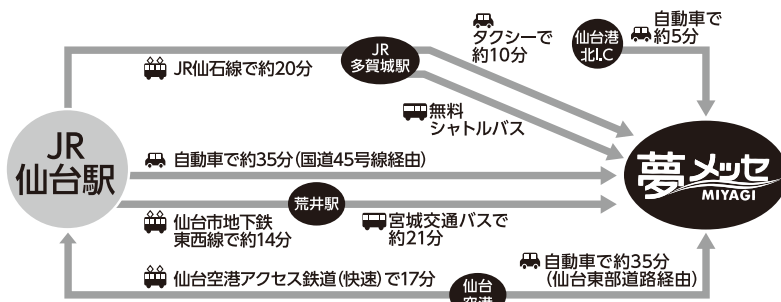 JR
仙台駅
JR仙石線で約20分
JR
多賀城駅
タクシーで
約10分
仙台港
北I.C
自動車で
約5分
無料
シャトルバス
自動車で約35分(国道45号線経由)
夢メッセ
MIYAGI
仙台市地下鉄
東西線で約14分
荒井駅
宮城交通バスで
約21分
仙台空港アクセス鉄道(快速)で17分
仙台
空港
自動車で約35分
(仙台東部道路経由)